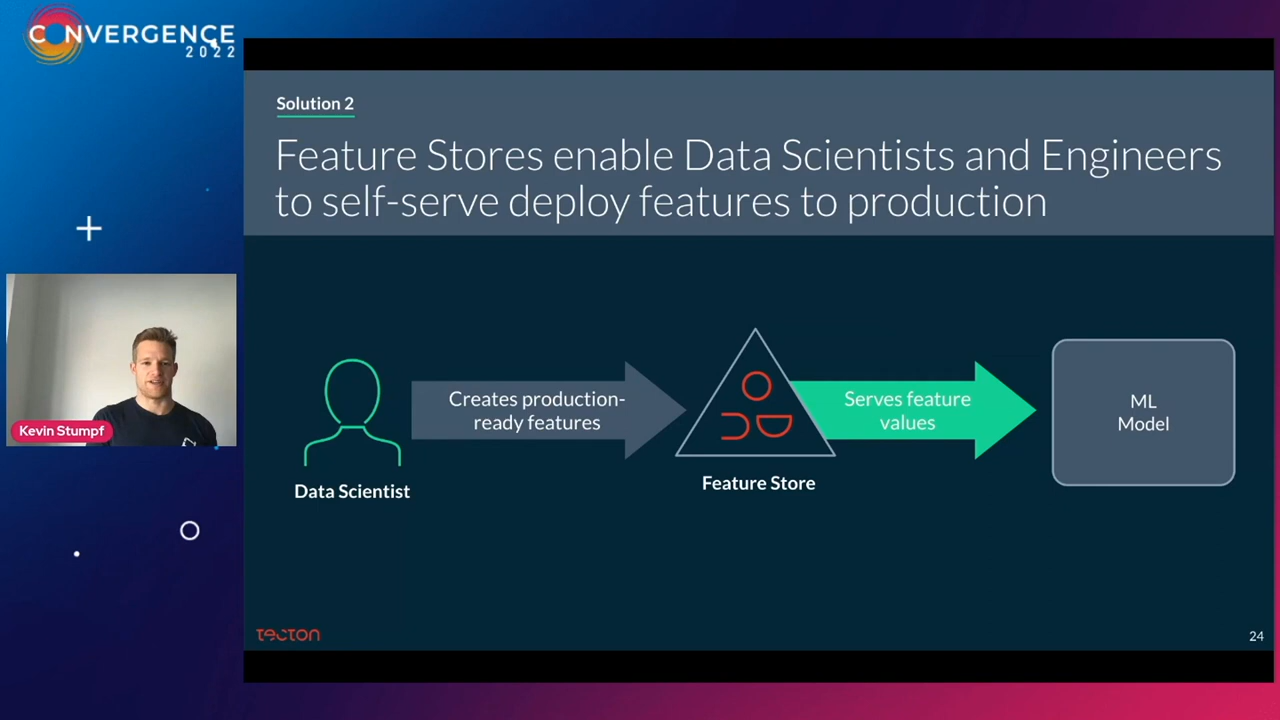 CONVERGENCE
2022
Solution 2
Feature Stores enable Data Scientists and Engineers
to self-serve deploy features to production
Creates production-
ready features
Serves feature
values
ML
Model
Kevin Stumpf
Data Scientist
Feature Store
tecton
24